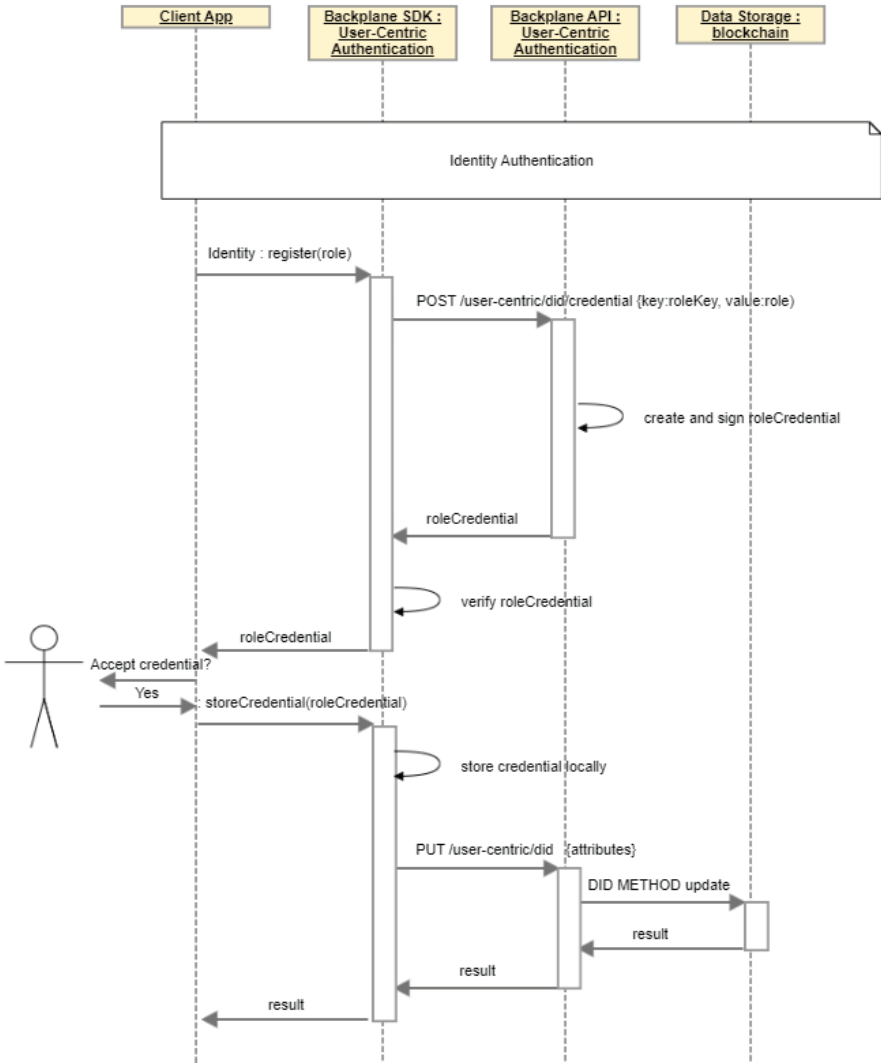 Client App
Backplane SDK :
User-Centric
Authentication
Backplane API :
User-Centric
Authentication
Data Storage :
blockchain
Identity Authentication
Identity : register(role)
POST /user-centric/did/credential {key:roleKey, value:role)
create and sign roleCredential
roleCredential
verify roleCredential
roleCredential
Accept credential?
Yes
: storeCredential(roleCredential)
store credential locally
PUT /user-centric/did {attributes}
DID METHOD update
result
result
result